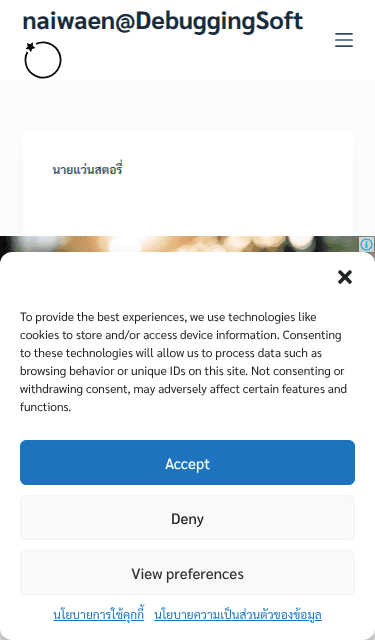 naiwaen@DebuggingSoft
นายแว่นสตอรี่
To provide the best experiences, we use technologies like
cookies to store and/or access device information. Consenting
to these technologies will allow us to process data such as
browsing behavior or unique IDs on this site. Not consenting or
withdrawing consent, may adversely affect certain features and
functions.
Accept
Deny
View preferences
นโยบายการใช้คุกกี้ นโยบายความเป็นส่วนตัวของข้อมูล